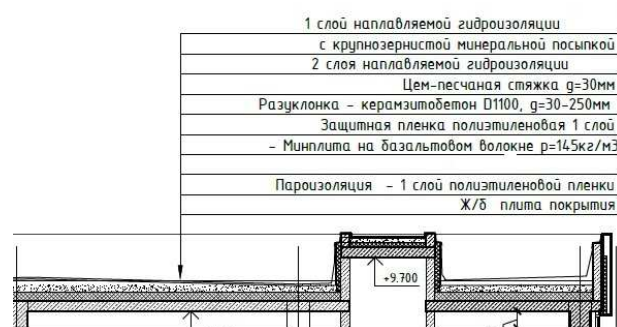 1 слой наплавляемой гидроизоляции
с крупнозернистой минеральной посыпкой
2 слоя наплавляемой гидроизоляции
Цем-песчаная стяжка g=30мм
Разуклонка - керамзитобетон D1100, g=30-250мм
Защитная пленка полиэтиленовая 1 слой
- Минплита на базальтовом волокне p=145кг/м3
Пароизоляция - 1 слой полиэтиленовой пленки
Ж/б плита покрытия
+9.700